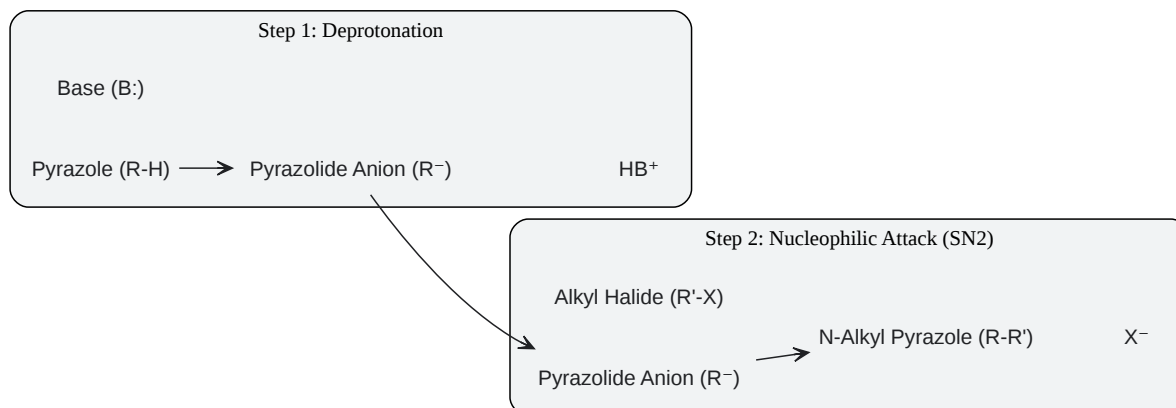 Step 1: Deprotonation
Base (B:)
Pyrazole (R-H)
Pyrazolide Anion (R⁻)
HB⁺
Step 2: Nucleophilic Attack (SN2)
Alkyl Halide (R'-X)
N-Alkyl Pyrazole (R-R')
X⁻
Pyrazolide Anion (R⁻)